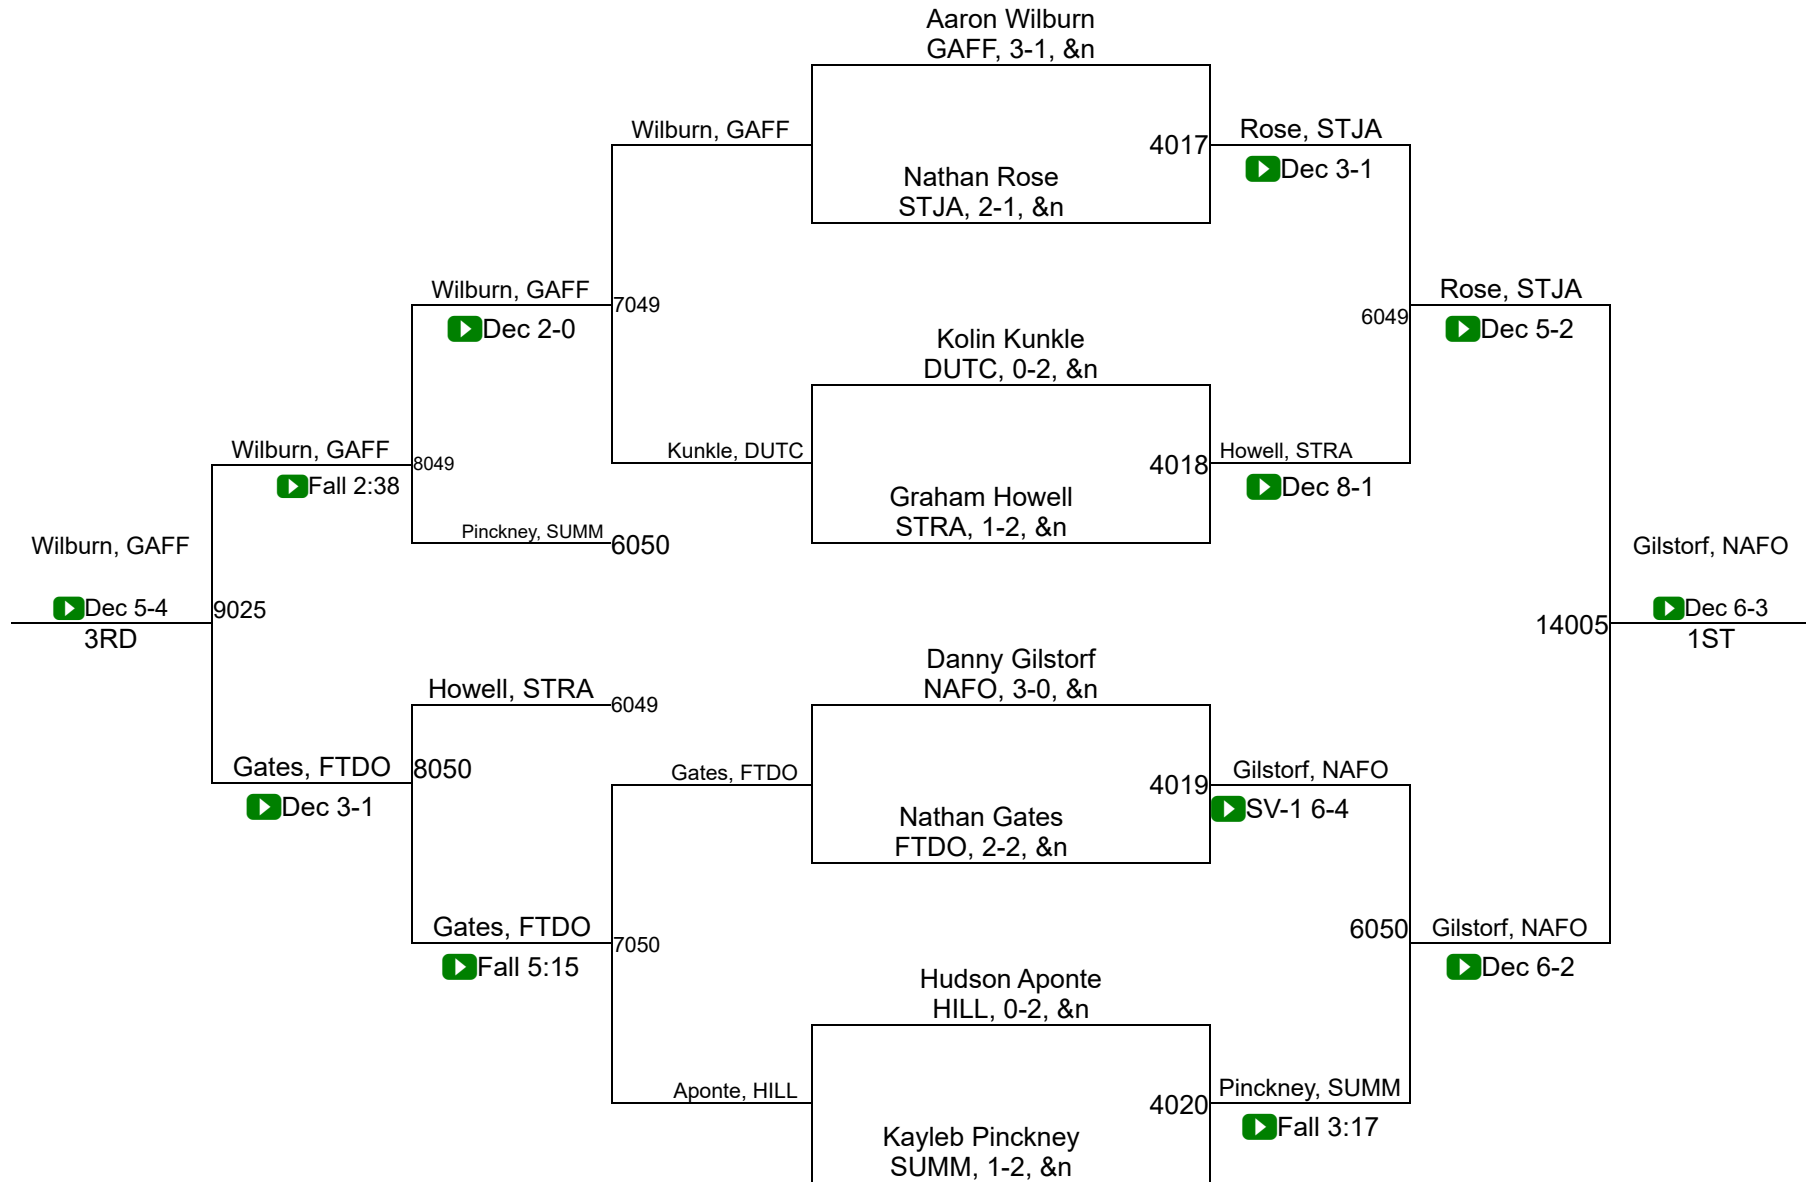 Aaron Wilburn
GAFF, 3-1, &n
Wilburn, GAFF
Rose, STJA
4017
Dec 3-1
Nathan Rose
STJA, 2-1, &n
Wilburn, GAFF
7049
Rose, STJA
6049
Dec 2-0
Dec 5-2
Kolin Kunkle
DUTC, 0-2, &n
Wilburn, GAFF
8049
Kunkle, DUTC
4018
Howell, STRA
Fall 2:38
Dec 8-1
Graham Howell
STRA, 1-2, &n
Pinckney, SUMM
6050
Wilburn, GAFF
Gilstorf, NAFO
Dec 5-4
9025
Dec 6-3
14005
3RD
1ST
Danny Gilstorf
NAFO, 3-0, &n
Howell, STRA
6049
Gates, FTDO
8050
Gates, FTDO
4019
Gilstorf, NAFO
Dec 3-1
SV-1 6-4
Nathan Gates
FTDO, 2-2, &n
Gates, FTDO
7050
6050
Gilstorf, NAFO
Fall 5:15
Dec 6-2
Hudson Aponte
HILL, 0-2, &n
Aponte, HILL
4020
Pinckney, SUMM
Fall 3:17
Kayleb Pinckney
SUMM, 1-2, &n